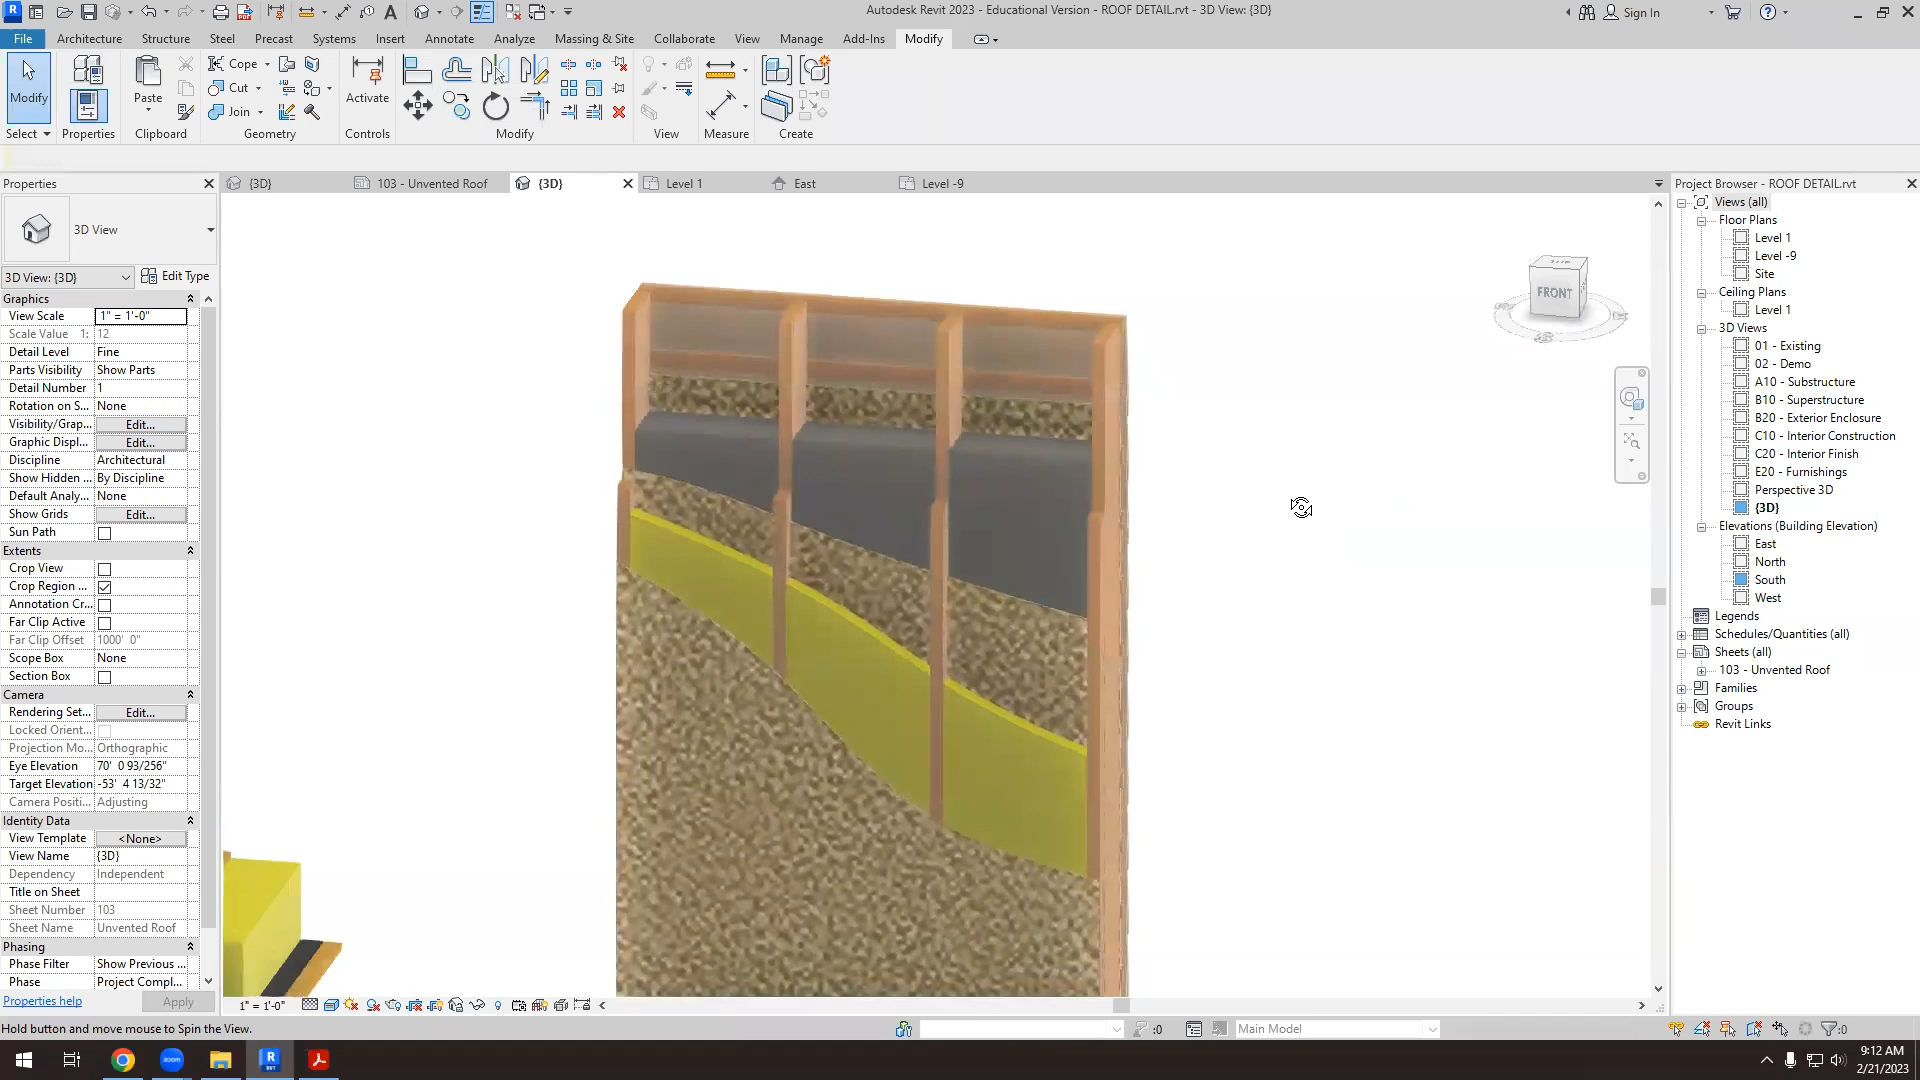 Autodesk Revit 2023 - Educational Version - ROOF DETAIL.rvt - 3D View: {3D}
Sign In
File Architecture Structure Steel Precast Systems Insert Annotate Analyze Massing & Site Collaborate View Manage Add-Ins Modify
Modify
Paste
Cope
Cut
Join
Activate
Select Properties Clipboard Geometry Controls Modify View Measure Create
Properties
{3D}
103 - Unvented Roof
{3D}
Level 1
East
Level -9
Project Browser - ROOF DETAIL.rvt
3D View
3D View: {3D}
Edit Type
Graphics
View Scale 1" = 1'-0"
Scale Value 1: 12
Detail Level Fine
Parts Visibility Show Parts
Detail Number 1
Rotation on S... None
Visibility/Grap... Edit...
Graphic Displ... Edit...
Discipline Architectural
Show Hidden ... By Discipline
Default Analy... None
Show Grids Edit...
Sun Path
Extents
Crop View
Crop Region ...
Annotation Cr...
Far Clip Active
Far Clip Offset 1000' 0"
Scope Box None
Section Box
Camera
Rendering Set... Edit...
Locked Orient...
Projection Mo... Orthographic
Eye Elevation 70' 0 93/256"
Target Elevation -53' 4 13/32"
Camera Positi... Adjusting
Identity Data
View Template <None>
View Name {3D}
Dependency Independent
Title on Sheet
Sheet Number 103
Sheet Name Unvented Roof
Phasing
Phase Filter Show Previous ...
Phase Project Compl...
Properties help
Apply
FRONT
Views (all)
Floor Plans
Level 1
Level -9
Site
Ceiling Plans
Level 1
3D Views
01 - Existing
02 - Demo
A10 - Substructure
B10 - Superstructure
B20 - Exterior Enclosure
C10 - Interior Construction
C20 - Interior Finish
E20 - Furnishings
Perspective 3D
{3D}
Elevations (Building Elevation)
East
North
South
West
Legends
Schedules/Quantities (all)
Sheets (all)
103 - Unvented Roof
Families
Groups
Revit Links
1" = 1'-0"
Hold button and move mouse to Spin the View.
:0
Main Model
:0
zoom
9:12 AM
2/21/2023